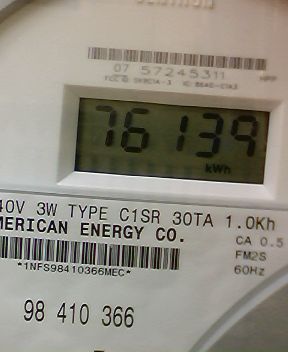 07 57245311
76139
kWh
40V 3W TYPE C1SR 30TA 1.0Kh
MERICAN ENERGY CO.
CA 0.5
FM2S
60Hz
*1NFS98410366MEC*
98 410 366